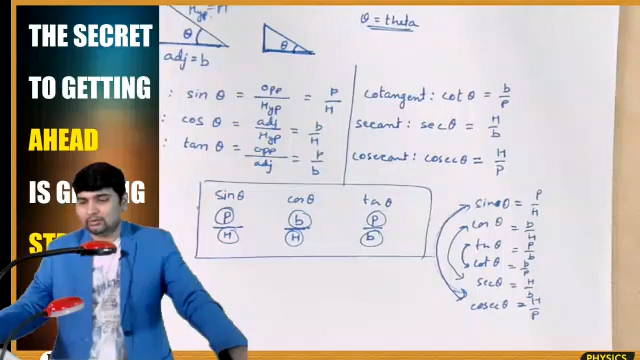 THE SECRET
TO GETTING
AHEAD
IS
Hyp = H
θ
adj = b
θ
θ = theta
: sin θ = opp/Hyp = P/H
: cos θ = adj/Hyp = b/H
: tan θ = opp/adj = P/b
cotangent : cot θ = b/P
secant : sec θ = H/b
cosecant : cosec θ = H/P
sin θ cos θ tan θ
P/H b/H P/b
sin θ = P/H
cos θ = b/H
tan θ = P/b
cot θ = b/P
sec θ = H/b
cosec θ = H/P
PHYSICS